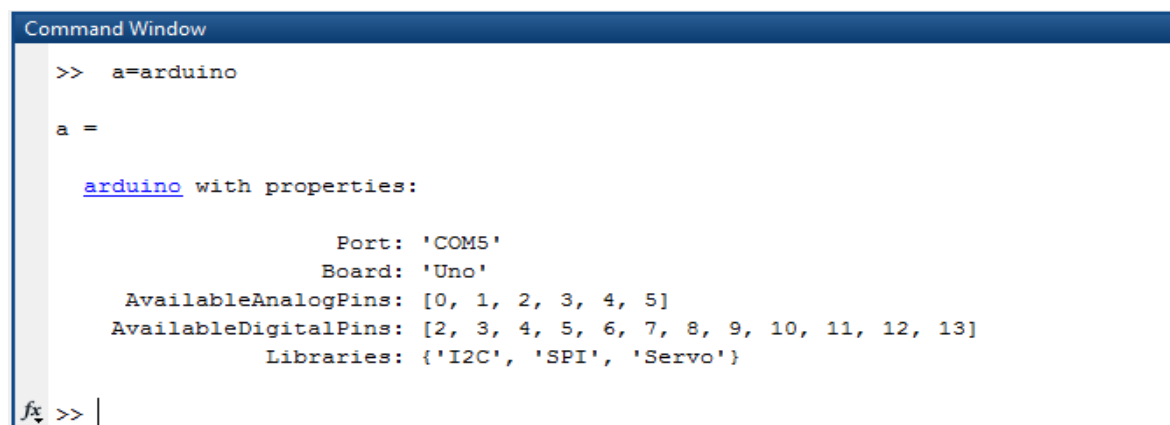 Command Window
>> a=arduino
a =
arduino with properties:
Port: 'COM5'
Board: 'Uno'
AvailableAnalogPins: [0, 1, 2, 3, 4, 5]
AvailableDigitalPins: [2, 3, 4, 5, 6, 7, 8, 9, 10, 11, 12, 13]
Libraries: {'I2C', 'SPI', 'Servo'}
fx >>